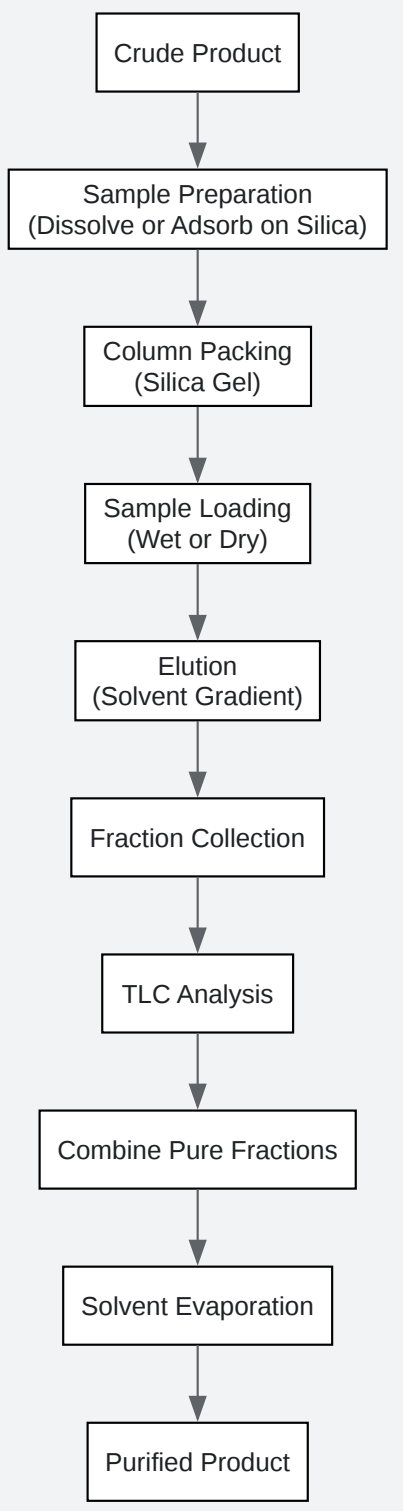 Crude Product
Sample Preparation
(Dissolve or Adsorb on Silica)
Column Packing
(Silica Gel)
Sample Loading
(Wet or Dry)
Elution
(Solvent Gradient)
Fraction Collection
TLC Analysis
Combine Pure Fractions
Solvent Evaporation
Purified Product